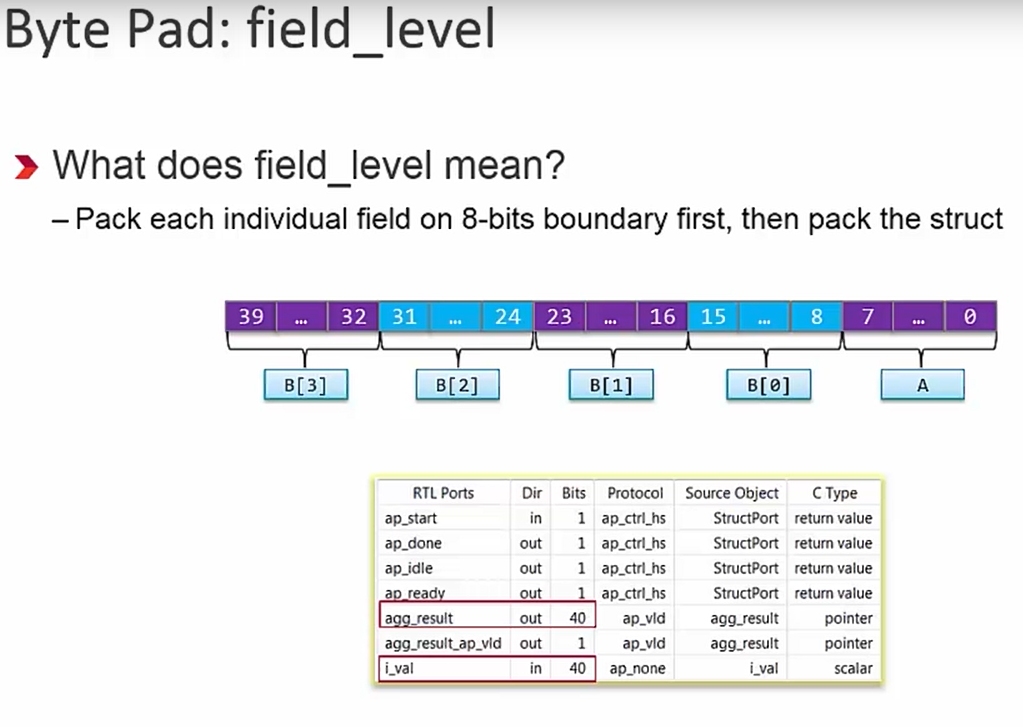 Byte Pad: field_level
What does field_level mean?
– Pack each individual field on 8-bits boundary first, then pack the struct
39 … 32 31 … 24 23 … 16 15 … 8 7 … 0
B[3] B[2] B[1] B[0] A
RTL Ports Dir Bits Protocol Source Object C Type
ap_start in 1 ap_ctrl_hs StructPort return value
ap_done out 1 ap_ctrl_hs StructPort return value
ap_idle out 1 ap_ctrl_hs StructPort return value
ap_ready out 1 ap_ctrl_hs StructPort return value
agg_result out 40 ap_vld agg_result pointer
agg_result_ap_vld out 1 ap_vld agg_result pointer
i_val in 40 ap_none i_val scalar